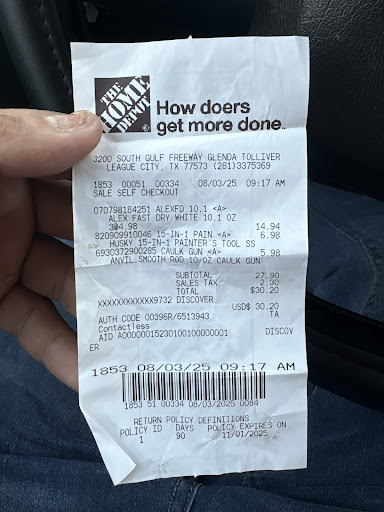 THE
HOME
DEPOT
®
How doers
get more done.
3200 SOUTH GULF FREEWAY GLENDA TOLLIVER
LEAGUE CITY, TX 77573 (281)3375369
1853 00051 00334 08/03/25 09:17 AM
SALE SELF CHECKOUT
070798184251 ALEXFD 10.1 <A>
ALEX FAST DRY WHITE 10.1 OZ
3@4.98 14.94
820909910046 15-IN-1 PAIN <A> 6.98
HUSKY 15-IN-1 PAINTER'S TOOL SS
6930372900285 CAULK GUN <A> 5.98
ANVIL SMOOTH ROD 10 OZ CAULK GUN
SUBTOTAL 27.90
SALES TAX 2.30
TOTAL $30.20
XXXXXXXXXXXX9732 DISCOVER
USD$ 30.20
AUTH CODE 00396R/6513943 TA
Contactless
AID A0000001523010010000001 DISCOV
ER
1853 08/03/25 09:17 AM
1853 51 00334 08/03/2025 0084
RETURN POLICY DEFINITIONS
POLICY ID DAYS POLICY EXPIRES ON
1 90 11/01/2025